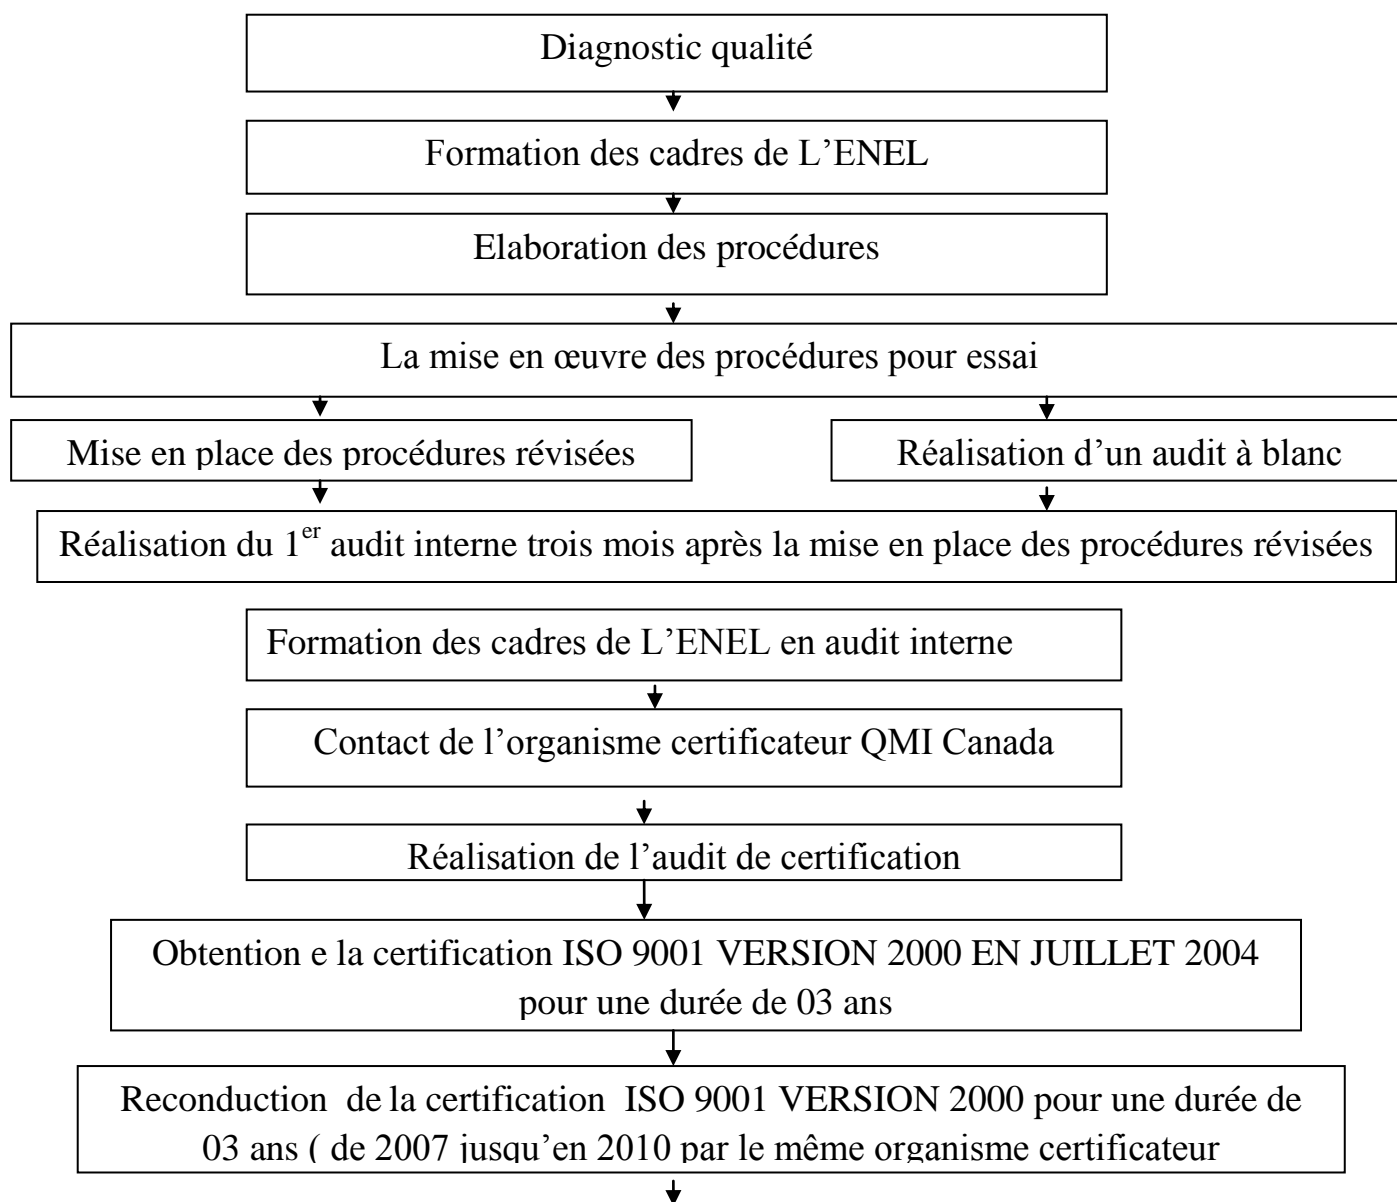 Diagnostic qualité
Formation des cadres de L’ENEL
Elaboration des procédures
La mise en œuvre des procédures pour essai
Mise en place des procédures révisées
Réalisation d’un audit à blanc
Réalisation du 1er audit interne trois mois après la mise en place des procédures révisées
Formation des cadres de L’ENEL en audit interne
Contact de l’organisme certificateur QMI Canada
Réalisation de l’audit de certification
Obtention e la certification ISO 9001 VERSION 2000 EN JUILLET 2004
pour une durée de 03 ans
Reconduction de la certification ISO 9001 VERSION 2000 pour une durée de
03 ans ( de 2007 jusqu’en 2010 par le même organisme certificateur